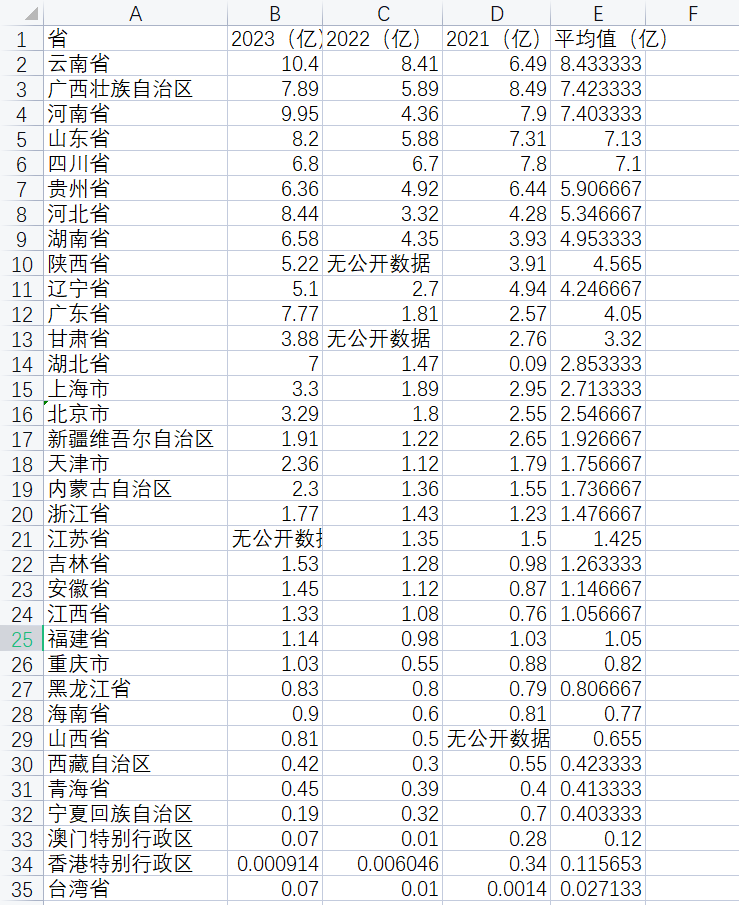 A B C D E F
1 省 2023（亿） 2022（亿） 2021（亿） 平均值（亿）
2 云南省 10.4 8.41 6.49 8.433333
3 广西壮族自治区 7.89 5.89 8.49 7.423333
4 河南省 9.95 4.36 7.9 7.403333
5 山东省 8.2 5.88 7.31 7.13
6 四川省 6.8 6.7 7.8 7.1
7 贵州省 6.36 4.92 6.44 5.906667
8 河北省 8.44 3.32 4.28 5.346667
9 湖南省 6.58 4.35 3.93 4.953333
10 陕西省 5.22 无公开数据 3.91 4.565
11 辽宁省 5.1 2.7 4.94 4.246667
12 广东省 7.77 1.81 2.57 4.05
13 甘肃省 3.88 无公开数据 2.76 3.32
14 湖北省 7 1.47 0.09 2.853333
15 上海市 3.3 1.89 2.95 2.713333
16 北京市 3.29 1.8 2.55 2.546667
17 新疆维吾尔自治区 1.91 1.22 2.65 1.926667
18 天津市 2.36 1.12 1.79 1.756667
19 内蒙古自治区 2.3 1.36 1.55 1.736667
20 浙江省 1.77 1.43 1.23 1.476667
21 江苏省 无公开数据 1.35 1.5 1.425
22 吉林省 1.53 1.28 0.98 1.263333
23 安徽省 1.45 1.12 0.87 1.146667
24 江西省 1.33 1.08 0.76 1.056667
25 福建省 1.14 0.98 1.03 1.05
26 重庆市 1.03 0.55 0.88 0.82
27 黑龙江省 0.83 0.8 0.79 0.806667
28 海南省 0.9 0.6 0.81 0.77
29 山西省 0.81 0.5 无公开数据 0.655
30 西藏自治区 0.42 0.3 0.55 0.423333
31 青海省 0.45 0.39 0.4 0.413333
32 宁夏回族自治区 0.19 0.32 0.7 0.403333
33 澳门特别行政区 0.07 0.01 0.28 0.12
34 香港特别行政区 0.000914 0.006046 0.34 0.115653
35 台湾省 0.07 0.01 0.0014 0.027133